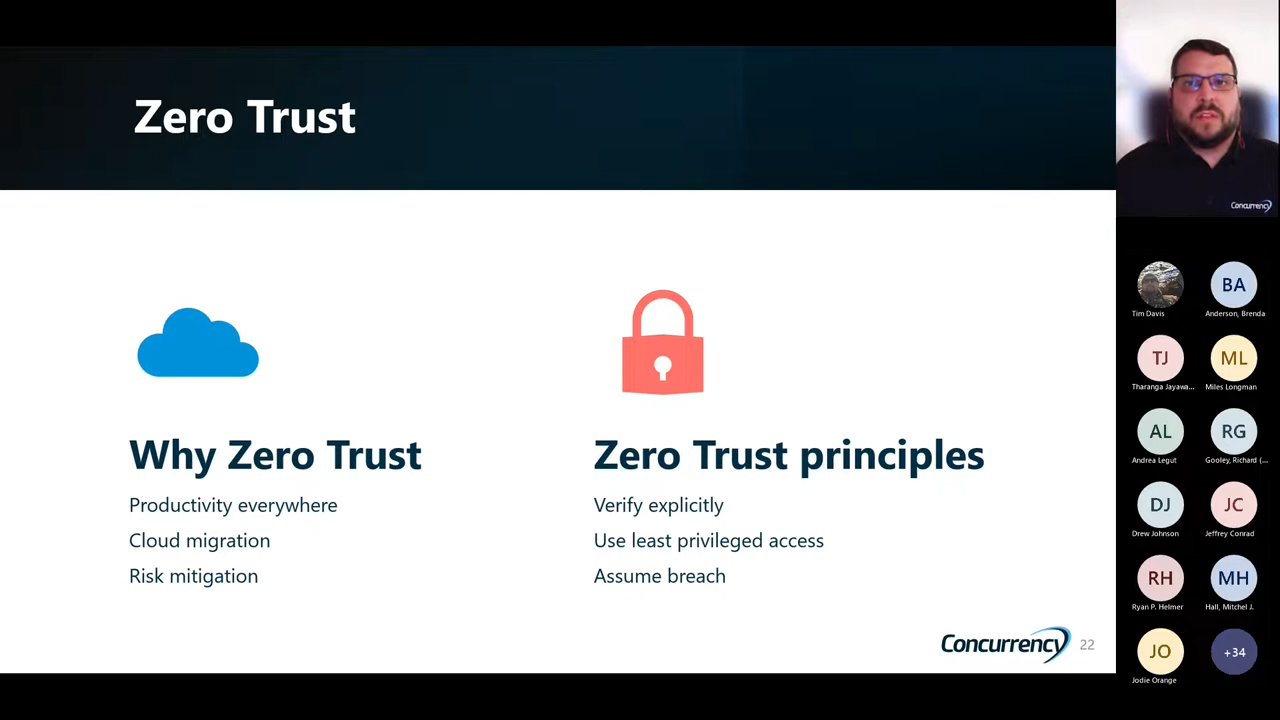 Zero Trust
Why Zero Trust
Productivity everywhere
Cloud migration
Risk mitigation
Zero Trust principles
Verify explicitly
Use least privileged access
Assume breach
Concurrency
22
Concurrency
Tim Davis
BA
Anderson, Brenda
TJ
Tharanga Jayawa...
ML
Miles Longman
AL
Andrea Legut
RG
Gooley, Richard (...
DJ
Drew Johnson
JC
Jeffrey Conrad
RH
Ryan P. Helmer
MH
Hall, Mitchel J.
JO
Jodie Orange
+34